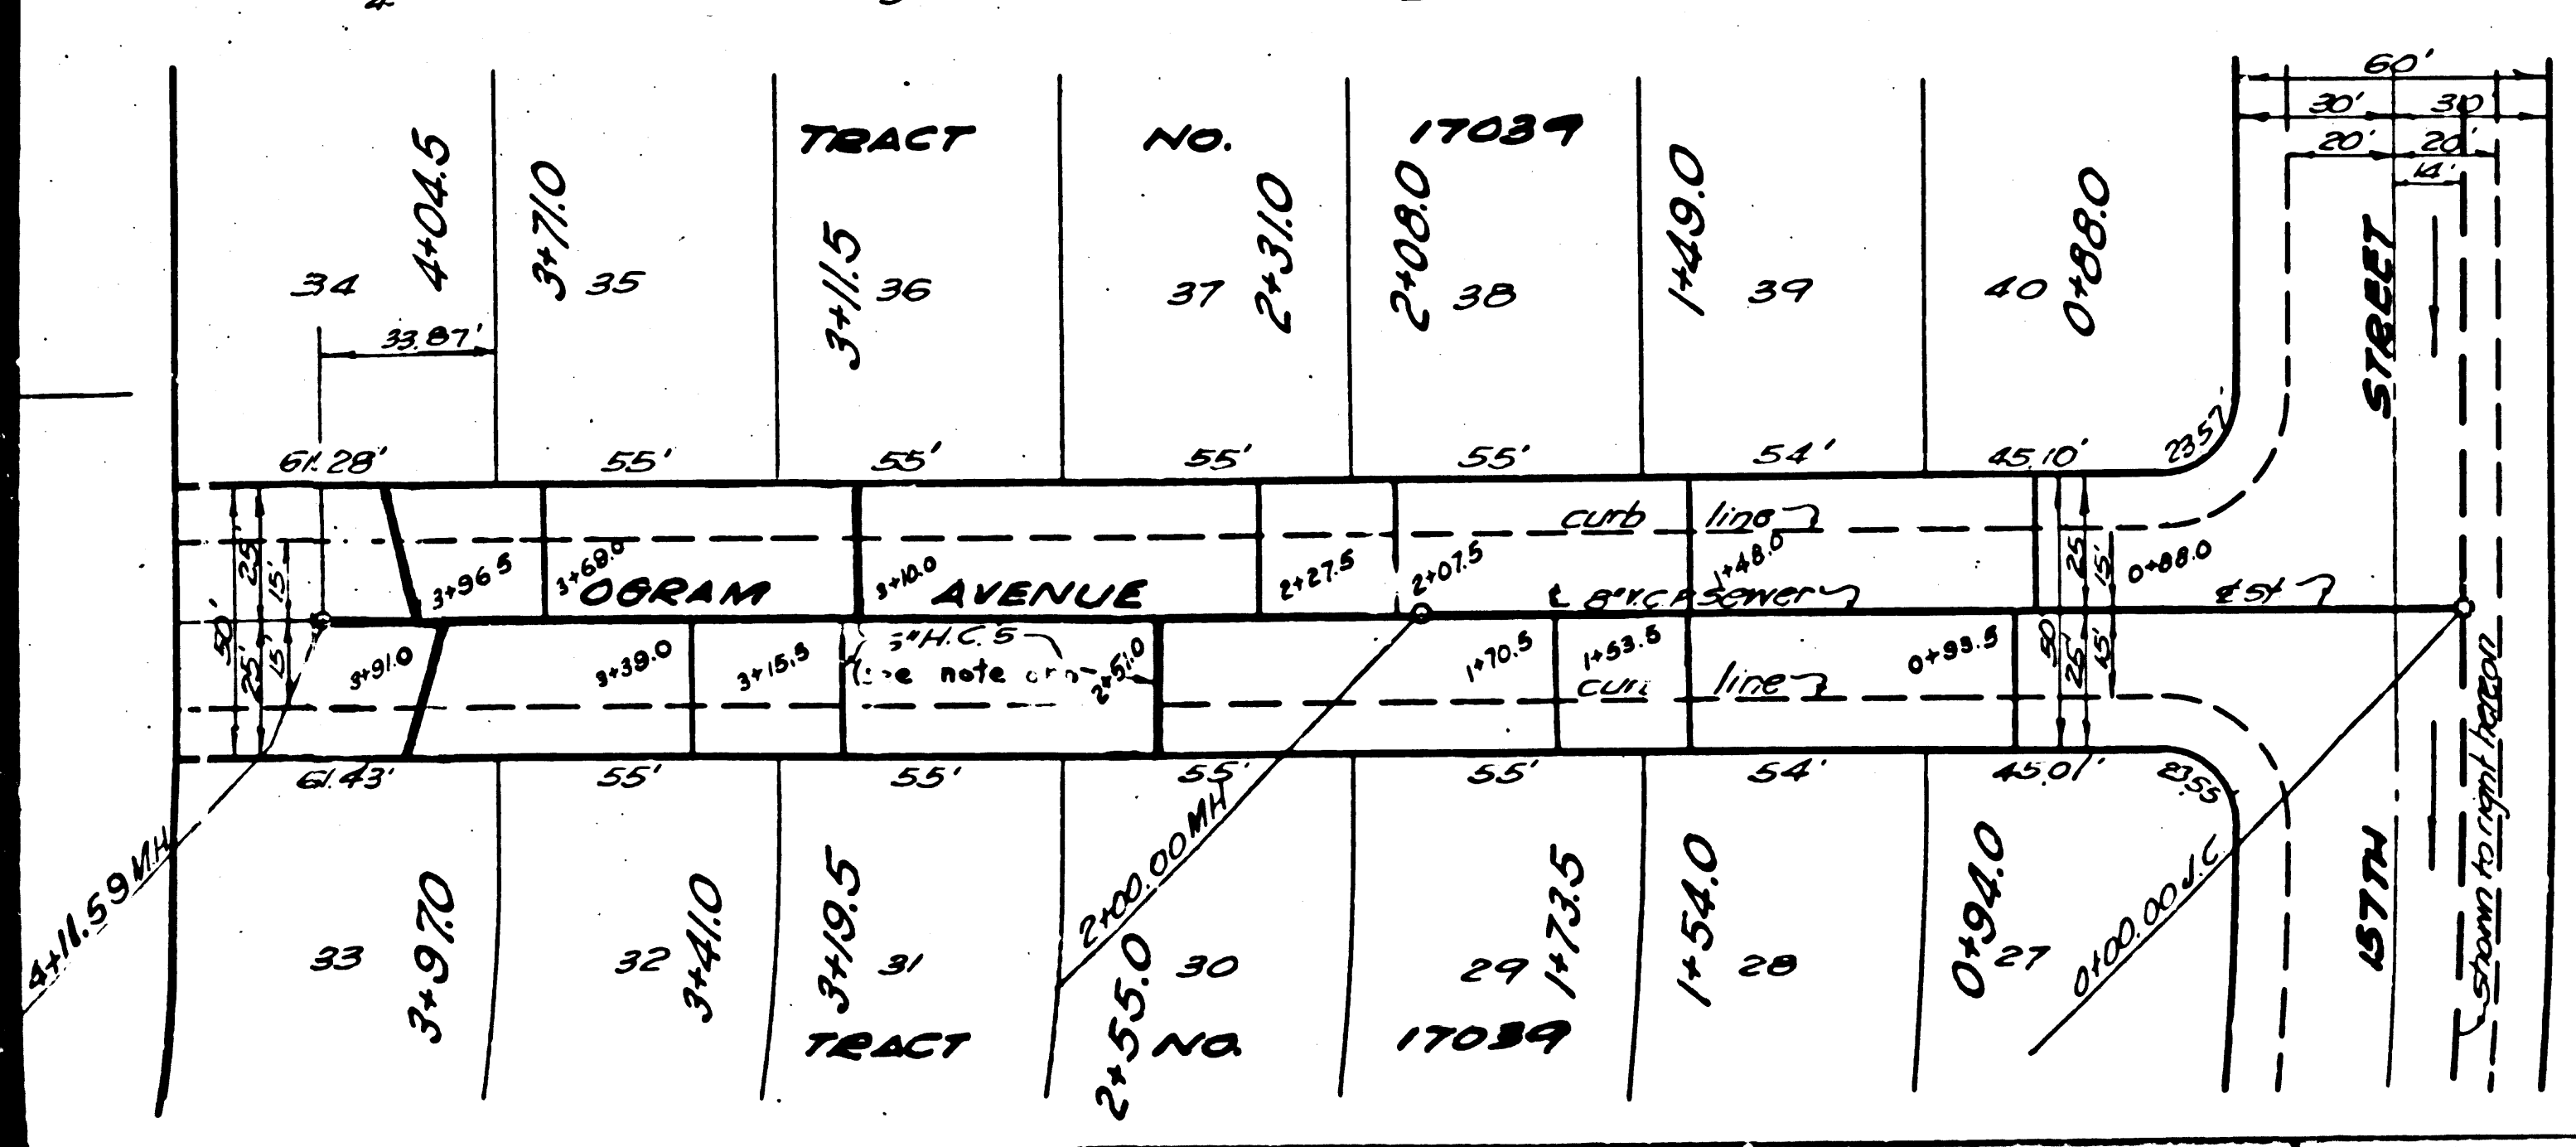 60'
30' 30'
20' 20'
14'
TRACT NO. 17039
4+04.5
3+71.0
3+11.5
2+31.0
2+08.0
1+49.0
0+88.0
34 35 36 37 38 39 40
33.87'
STREET
61.28' 55' 55' 55' 55' 54' 45.10' 23.57'
curb line
25' 15' 50' 25' 15'
3+96.5
3+69.0
3+10.0
2+27.5
2+07.5
1+48.0
0+88.0
25' 15' 50 25' 15'
OGRAM AVENUE
℄ 8" V.C.P. sewer
℄ St
3+91.0
3+39.0
3+15.5
"H.C.S
note
2+51.0
1+70.5
1+53.5
0+93.5
line
61.43' 55' 55' 55' 55' 54' 45.01' 23.55
4+11.59 M.H.
2+00.00 MH
0+00.00 J.C.
33 32 31 30 29 28 27
3+97.0
3+41.0
3+19.5
2+55.0
1+73.5
1+54.0
0+94.0
157TH
shown to right hereon
TRACT NO. 17039